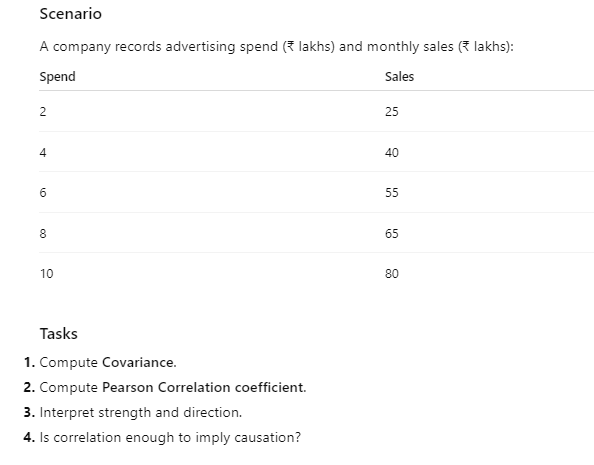 Scenario
A company records advertising spend (₹ lakhs) and monthly sales (₹ lakhs):
Spend Sales
2 25
4 40
6 55
8 65
10 80
Tasks
1. Compute Covariance.
2. Compute Pearson Correlation coefficient.
3. Interpret strength and direction.
4. Is correlation enough to imply causation?